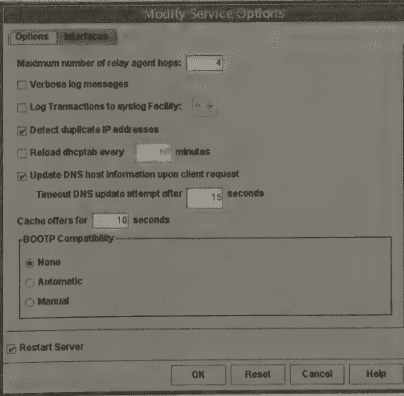 Modify Service Options
Options Interfaces
Maximum number of relay agent hops: 4
Verbose log messages
Log Transactions to syslog Facility:
Detect duplicate IP addresses
Reload dhcptab every minutes
Update DNS host information upon client request
Timeout DNS update attempt after 15 seconds
Cache offers for 10 seconds
BOOTP Compatibility
None
Automatic
Manual
Restart Server
OK Reset Cancel Help